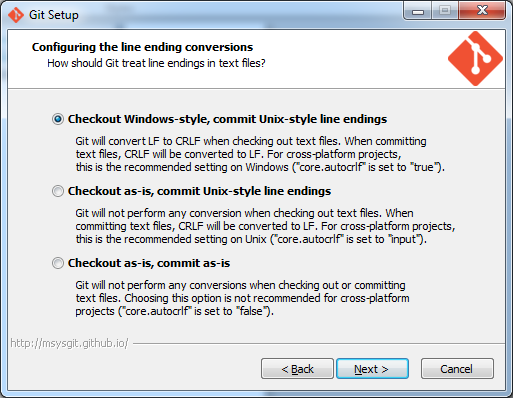 Git Setup
Configuring the line ending conversions
How should Git treat line endings in text files?
Checkout Windows-style, commit Unix-style line endings
Git will convert LF to CRLF when checking out text files. When committing
text files, CRLF will be converted to LF. For cross-platform projects,
this is the recommended setting on Windows ("core.autocrlf" is set to "true").
Checkout as-is, commit Unix-style line endings
Git will not perform any conversion when checking out text files. When
committing text files, CRLF will be converted to LF. For cross-platform projects,
this is the recommended setting on Unix ("core.autocrlf" is set to "input").
Checkout as-is, commit as-is
Git will not perform any conversions when checking out or committing
text files. Choosing this option is not recommended for cross-platform
projects ("core.autocrlf" is set to "false").
http://msysgit.github.io/
< Back
Next >
Cancel